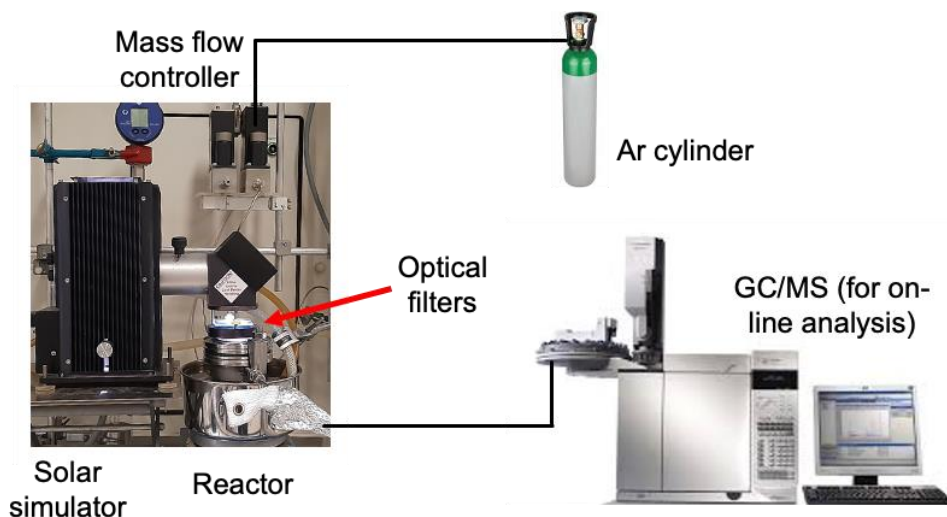 Mass flow
controller
Ar cylinder
Optical
filters
GC/MS (for on-
line analysis)
Solar
simulator
Reactor